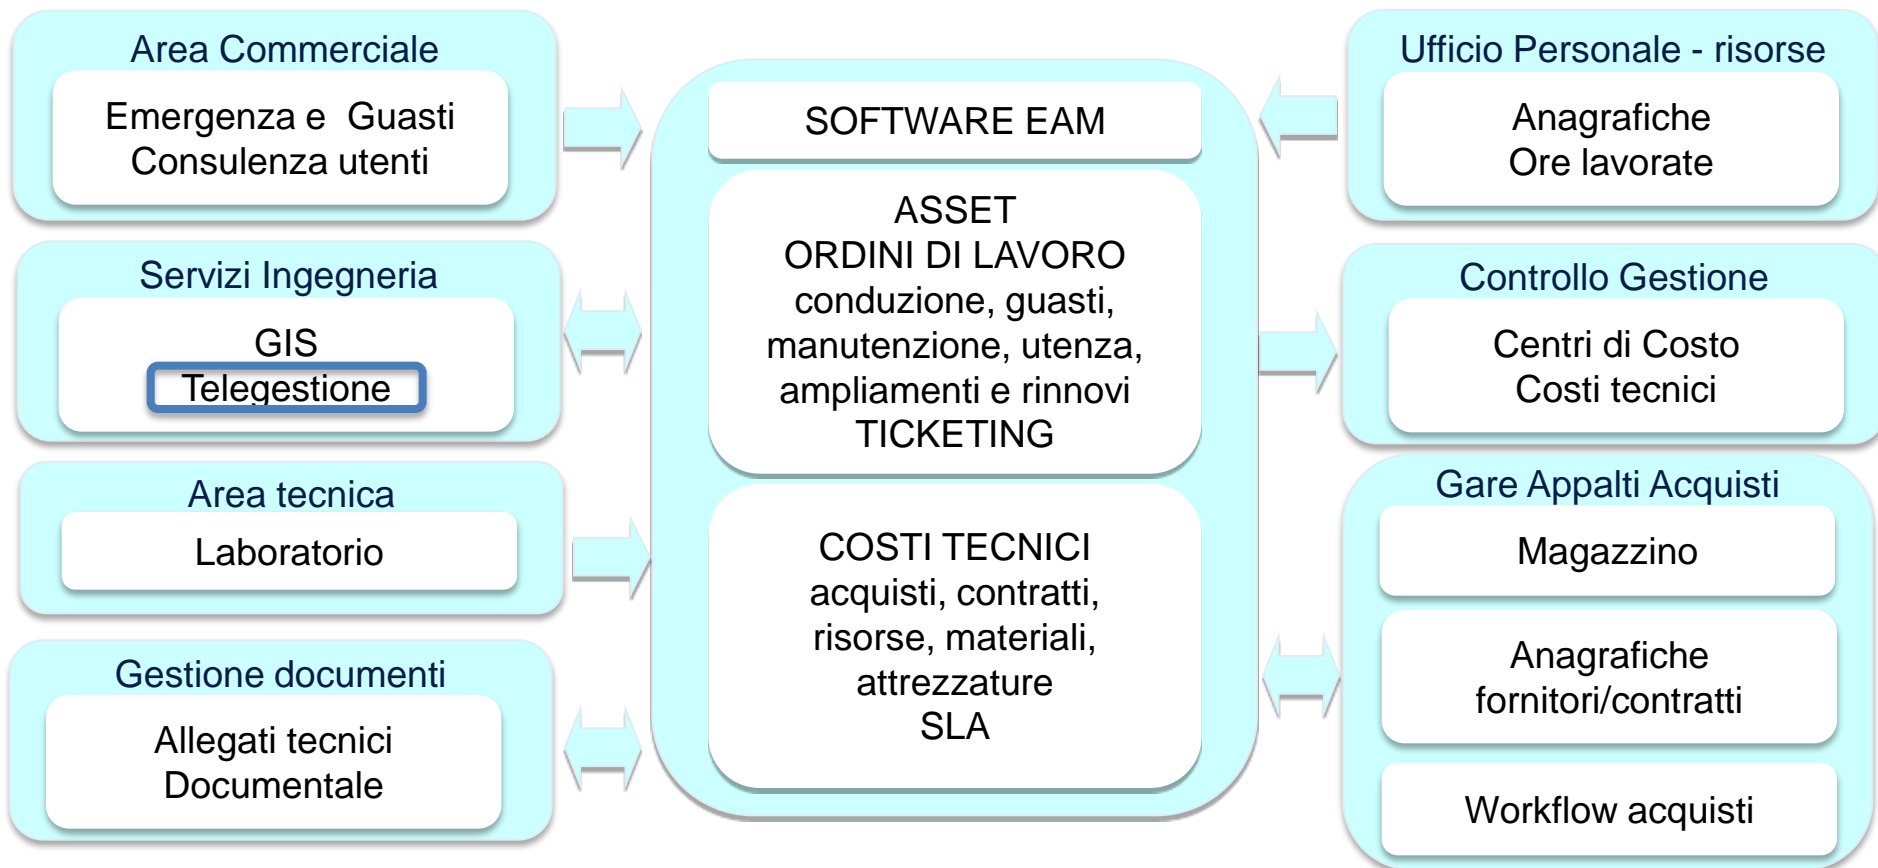 Area Commerciale
Emergenza e Guasti
Consulenza utenti
Servizi Ingegneria
GIS
Telegestione
Area tecnica
Laboratorio
Gestione documenti
Allegati tecnici
Documentale
SOFTWARE EAM
ASSET
ORDINI DI LAVORO
conduzione, guasti,
manutenzione, utenza,
ampliamenti e rinnovi
TICKETING
COSTI TECNICI
acquisti, contratti,
risorse, materiali,
attrezzature
SLA
Ufficio Personale - risorse
Anagrafiche
Ore lavorate
Controllo Gestione
Centri di Costo
Costi tecnici
Gare Appalti Acquisti
Magazzino
Anagrafiche
fornitori/contratti
Workflow acquisti